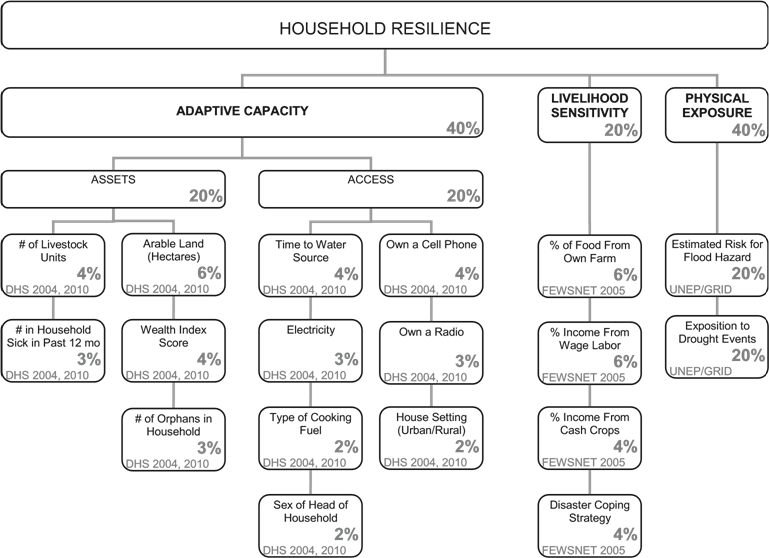 HOUSEHOLD RESILIENCE
ADAPTIVE CAPACITY
40%
LIVELIHOOD
SENSITIVITY
20%
PHYSICAL
EXPOSURE
40%
ASSETS
20%
ACCESS
20%
# of Livestock
Units
4%
DHS 2004, 2010
# in Household
Sick in Past 12 mo
3%
DHS 2004, 2010
Arable Land
(Hectares)
6%
DHS 2004, 2010
Wealth Index
Score
4%
DHS 2004, 2010
# of Orphans in
Household
3%
DHS 2004, 2010
Time to Water
Source
4%
DHS 2004, 2010
Electricity
3%
DHS 2004, 2010
Type of Cooking
Fuel
2%
DHS 2004, 2010
Sex of Head of
Household
2%
DHS 2004, 2010
Own a Cell Phone
4%
DHS 2004, 2010
Own a Radio
3%
DHS 2004, 2010
House Setting
(Urban/Rural)
2%
DHS 2004, 2010
% of Food From
Own Farm
6%
FEWSNET 2005
% Income From
Wage Labor
6%
FEWSNET 2005
% Income From
Cash Crops
4%
FEWSNET 2005
Disaster Coping
Strategy
4%
FEWSNET 2005
Estimated Risk for
Flood Hazard
20%
UNEP/GRID
Exposition to
Drought Events
20%
UNEP/GRID